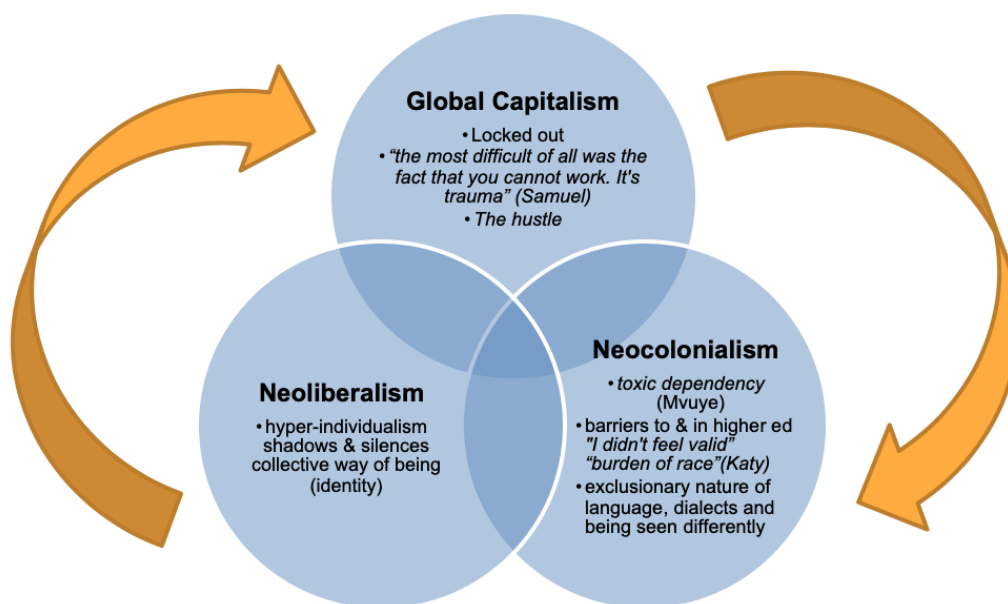 Global Capitalism
•Locked out
•“the most difficult of all was the
fact that you cannot work. It's
trauma” (Samuel)
•The hustle
Neoliberalism
•hyper-individualism
shadows & silences
collective way of being
(identity)
Neocolonialism
•toxic dependency
(Mvuye)
•barriers to & in higher ed
"I didn't feel valid”
“burden of race”(Katy)
•exclusionary nature of
language, dialects and
being seen differently